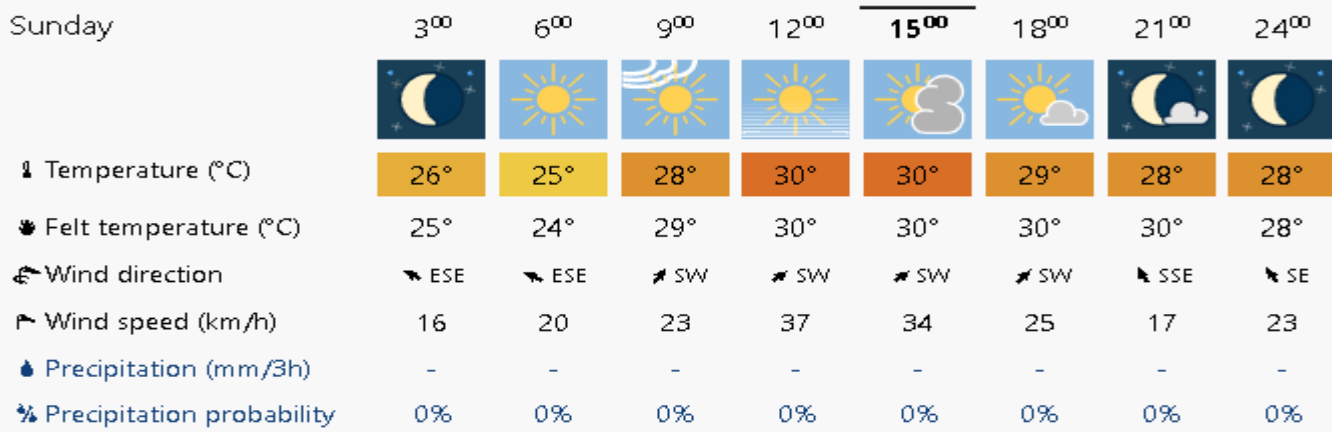 Sunday 3⁰⁰ 6⁰⁰ 9⁰⁰ 12⁰⁰ 15⁰⁰ 18⁰⁰ 21⁰⁰ 24⁰⁰
Temperature (°C) 26° 25° 28° 30° 30° 29° 28° 28°
Felt temperature (°C) 25° 24° 29° 30° 30° 30° 30° 28°
Wind direction ESE ESE SW SW SW SW SSE SE
Wind speed (km/h) 16 20 23 37 34 25 17 23
Precipitation (mm/3h) - - - - - - - -
Precipitation probability 0% 0% 0% 0% 0% 0% 0% 0%